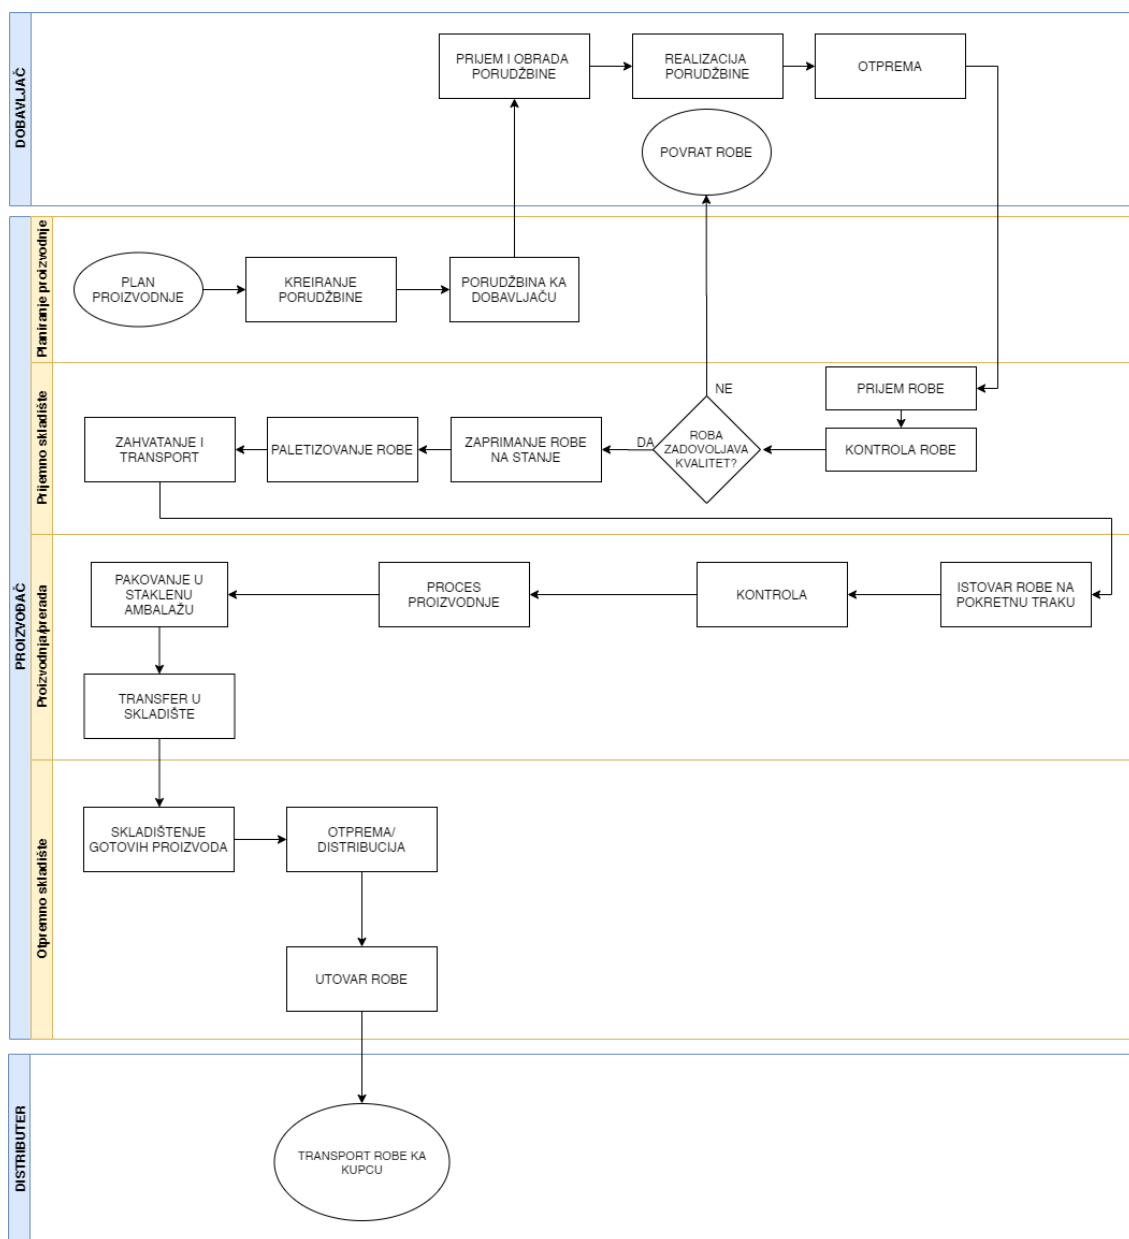 DOBAVLJAČ
PRIJEM I OBRADA
PORUDŽBINE
REALIZACIJA
PORUDŽBINE
OTPREMA
POVRAT ROBE
PROIZVOĐAČ
Planiranje proizvodnje
PLAN
PROIZVODNJE
KREIRANJE
PORUDŽBINE
PORUDŽBINA KA
DOBAVLJAČU
Prijemno skladište
NE
PRIJEM ROBE
KONTROLA ROBE
ROBA
ZADOVOLJAVA
KVALITET?
DA
ZAPRIMANJE ROBE
NA STANJE
PALETIZOVANJE ROBE
ZAHVATANJE I
TRANSPORT
Proizvodnja/prerada
ISTOVAR ROBE NA
POKRETNU TRAKU
KONTROLA
PROCES
PROIZVODNJE
PAKOVANJE U
STAKLENU
AMBALAŽU
TRANSFER U
SKLADIŠTE
Otpremno skladište
SKLADIŠTENJE
GOTOVIH PROIZVODA
OTPREMA/
DISTRIBUCIJA
UTOVAR ROBE
DISTRIBUTER
TRANSPORT ROBE KA
KUPCU